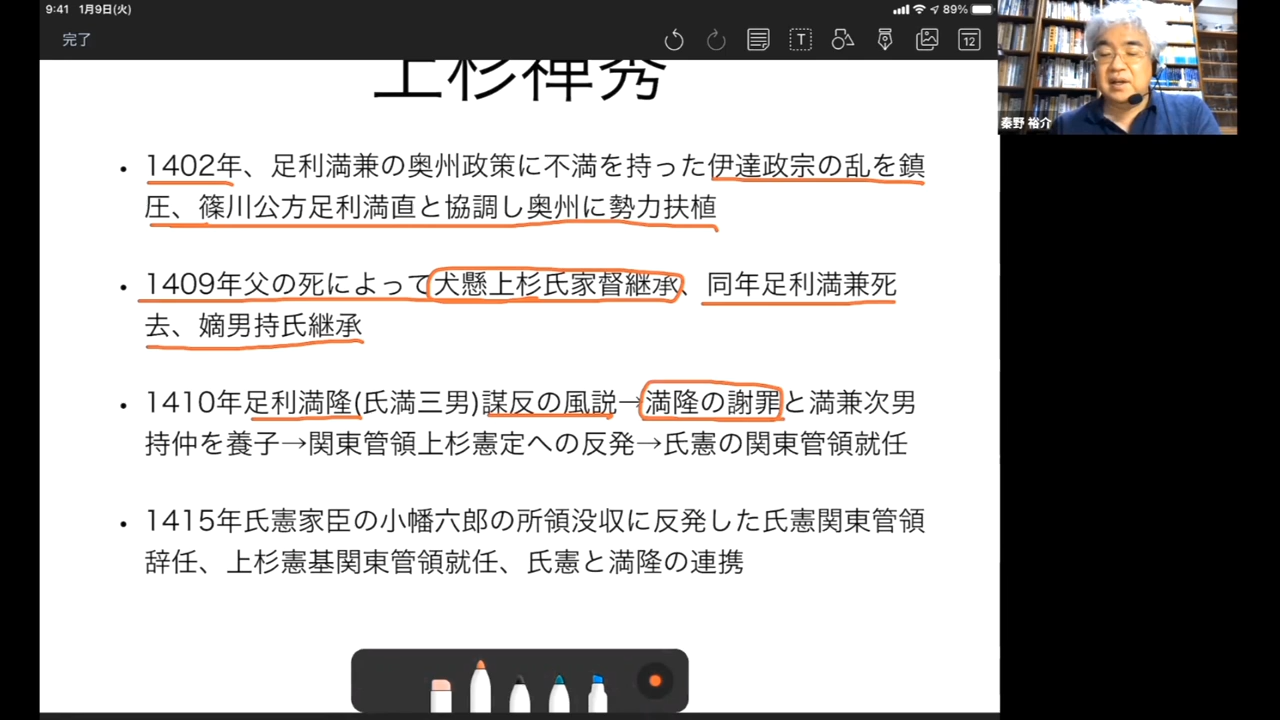 9:41 1月9日(火)
89%
完了
T
12
上杉禅秀
秦野 裕介
• 1402年、足利満兼の奥州政策に不満を持った伊達政宗の乱を鎮
圧、篠川公方足利満直と協調し奥州に勢力扶植
• 1409年父の死によって犬懸上杉氏家督継承、同年足利満兼死
去、嫡男持氏継承
• 1410年足利満隆(氏満三男)謀反の風説→満隆の謝罪と満兼次男
持仲を養子→関東管領上杉憲定への反発→氏憲の関東管領就任
• 1415年氏憲家臣の小幡六郎の所領没収に反発した氏憲関東管領
辞任、上杉憲基関東管領就任、氏憲と満隆の連携